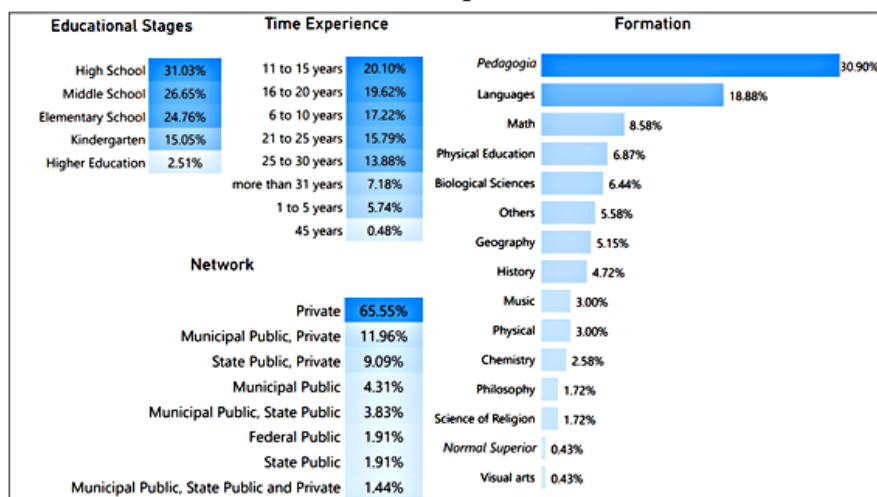 Educational Stages
High School 31.03%
Middle School 26.65%
Elementary School 24.76%
Kindergarten 15.05%
Higher Education 2.51%
Time Experience
11 to 15 years 20.10%
16 to 20 years 19.62%
6 to 10 years 17.22%
21 to 25 years 15.79%
25 to 30 years 13.88%
more than 31 years 7.18%
1 to 5 years 5.74%
45 years 0.48%
Network
Private 65.55%
Municipal Public, Private 11.96%
State Public, Private 9.09%
Municipal Public 4.31%
Municipal Public, State Public 3.83%
Federal Public 1.91%
State Public 1.91%
Municipal Public, State Public and Private 1.44%
Formation
Pedagogia 30.90%
Languages 18.88%
Math 8.58%
Physical Education 6.87%
Biological Sciences 6.44%
Others 5.58%
Geography 5.15%
History 4.72%
Music 3.00%
Physical 3.00%
Chemistry 2.58%
Philosophy 1.72%
Science of Religion 1.72%
Normal Superior 0.43%
Visual arts 0.43%